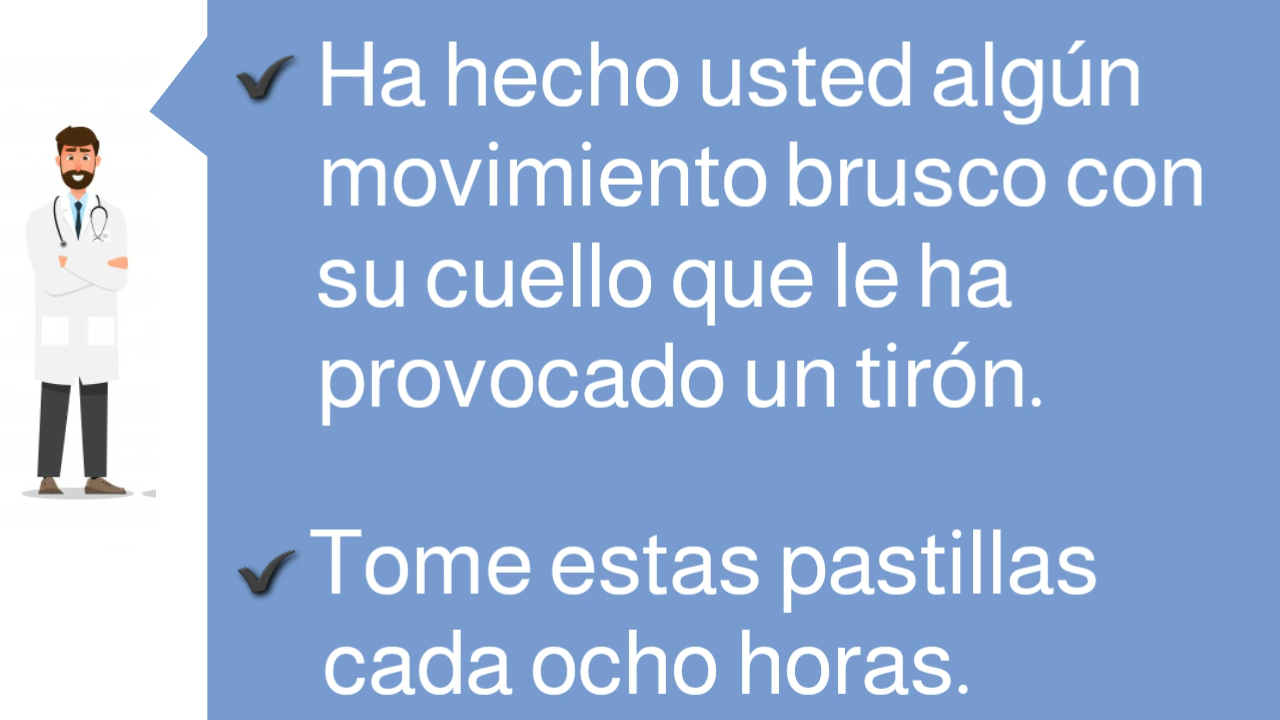 Ha hecho usted algún
movimiento brusco con
su cuello que le ha
provocado un tirón.
Tome estas pastillas
cada ocho horas.